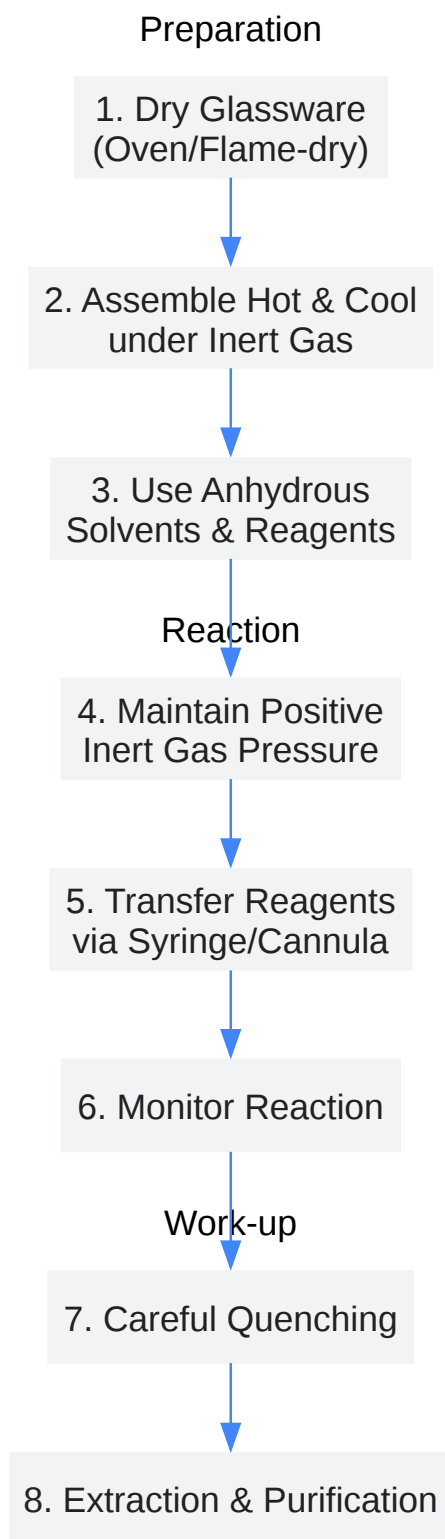 Preparation
1. Dry Glassware
(Oven/Flame-dry)
2. Assemble Hot & Cool
under Inert Gas
3. Use Anhydrous
Solvents & Reagents
Reaction
4. Maintain Positive
Inert Gas Pressure
5. Transfer Reagents
via Syringe/Cannula
6. Monitor Reaction
Work-up
7. Careful Quenching
8. Extraction & Purification